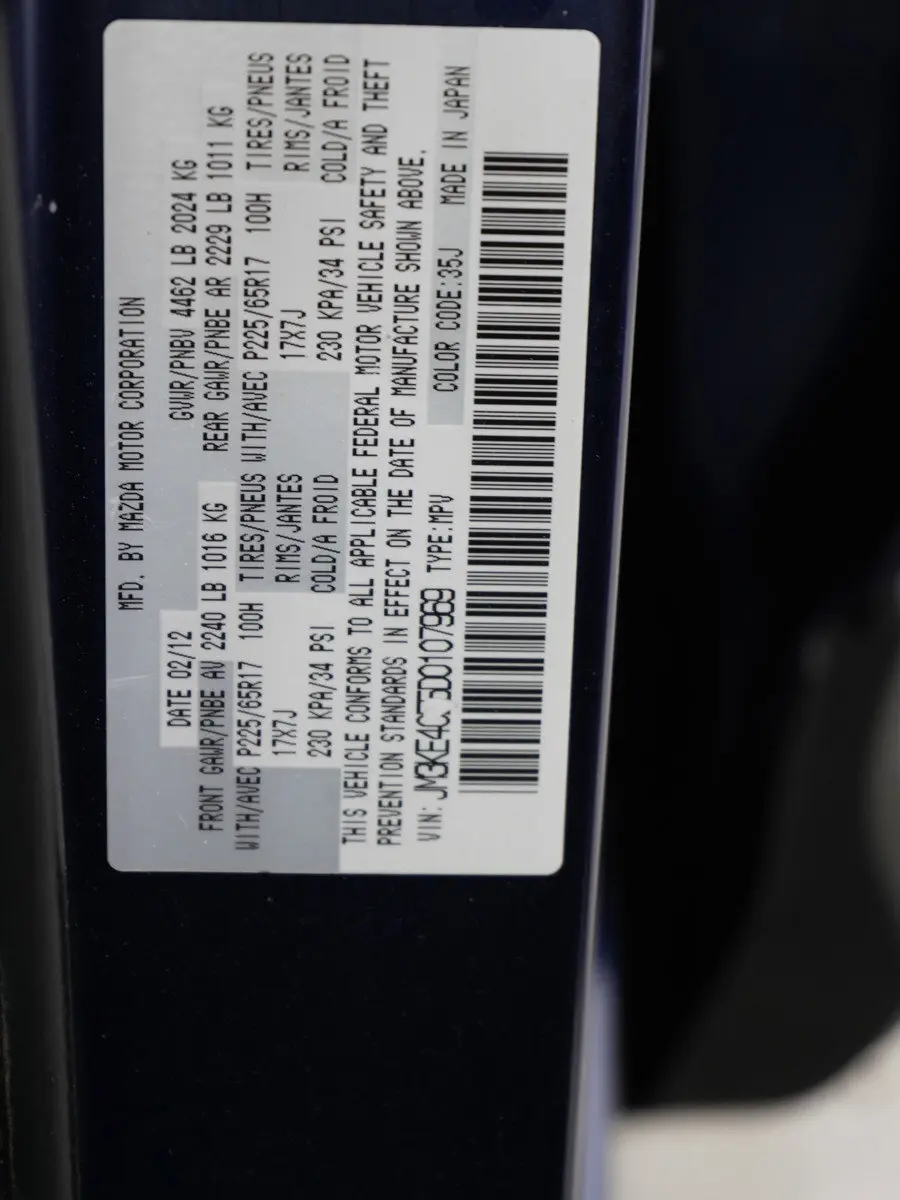 MFD. BY MAZDA MOTOR CORPORATION
DATE 02/12 GVWR/PNBV 4462 LB 2024 KG
FRONT GAWR/PNBE AV 2240 LB 1016 KG REAR GAWR/PNBE AR 2229 LB 1011 KG
WITH/AVEC P225/65R17 100H TIRES/PNEUS WITH/AVEC P225/65R17 100H TIRES/PNEUS
17X7J RIMS/JANTES 17X7J RIMS/JANTES
230 KPA/34 PSI COLD/A FROID 230 KPA/34 PSI COLD/A FROID
THIS VEHICLE CONFORMS TO ALL APPLICABLE FEDERAL MOTOR VEHICLE SAFETY AND THEFT
PREVENTION STANDARDS IN EFFECT ON THE DATE OF MANUFACTURE SHOWN ABOVE.
VIN: TYPE:MPV COLOR CODE:35J MADE IN JAPAN